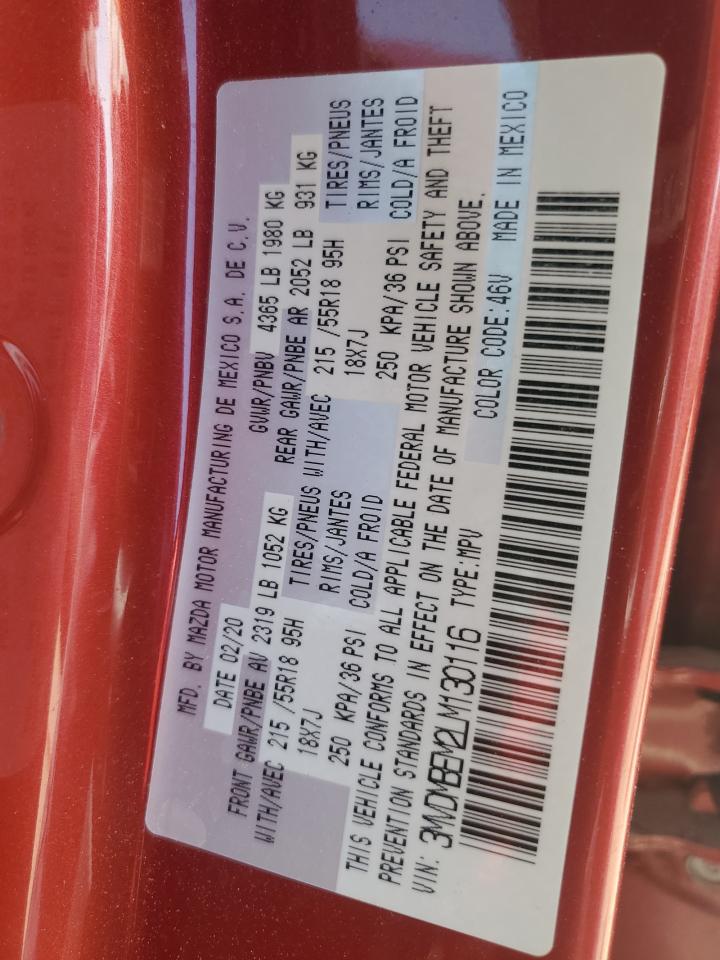 MFD. BY MAZDA MOTOR MANUFACTURING DE MEXICO S.A. DE C.V.
DATE 02/20 GVWR/PNBV 4365 LB 1980 KG
FRONT GAWR/PNBE AV 2319 LB 1052 KG REAR GAWR/PNBE AR 2052 LB 931 KG
WITH/AVEC 215 /55R18 95H TIRES/PNEUS WITH/AVEC 215 /55R18 95H TIRES/PNEUS
18X7J RIMS/JANTES 18X7J RIMS/JANTES
250 KPA/36 PSI COLD/A FROID 250 KPA/36 PSI COLD/A FROID
THIS VEHICLE CONFORMS TO ALL APPLICABLE FEDERAL MOTOR VEHICLE SAFETY AND THEFT
PREVENTION STANDARDS IN EFFECT ON THE DATE OF MANUFACTURE SHOWN ABOVE.
VIN: 3MVDMBEM2LM130116 TYPE:MPV COLOR CODE:46V MADE IN MEXICO